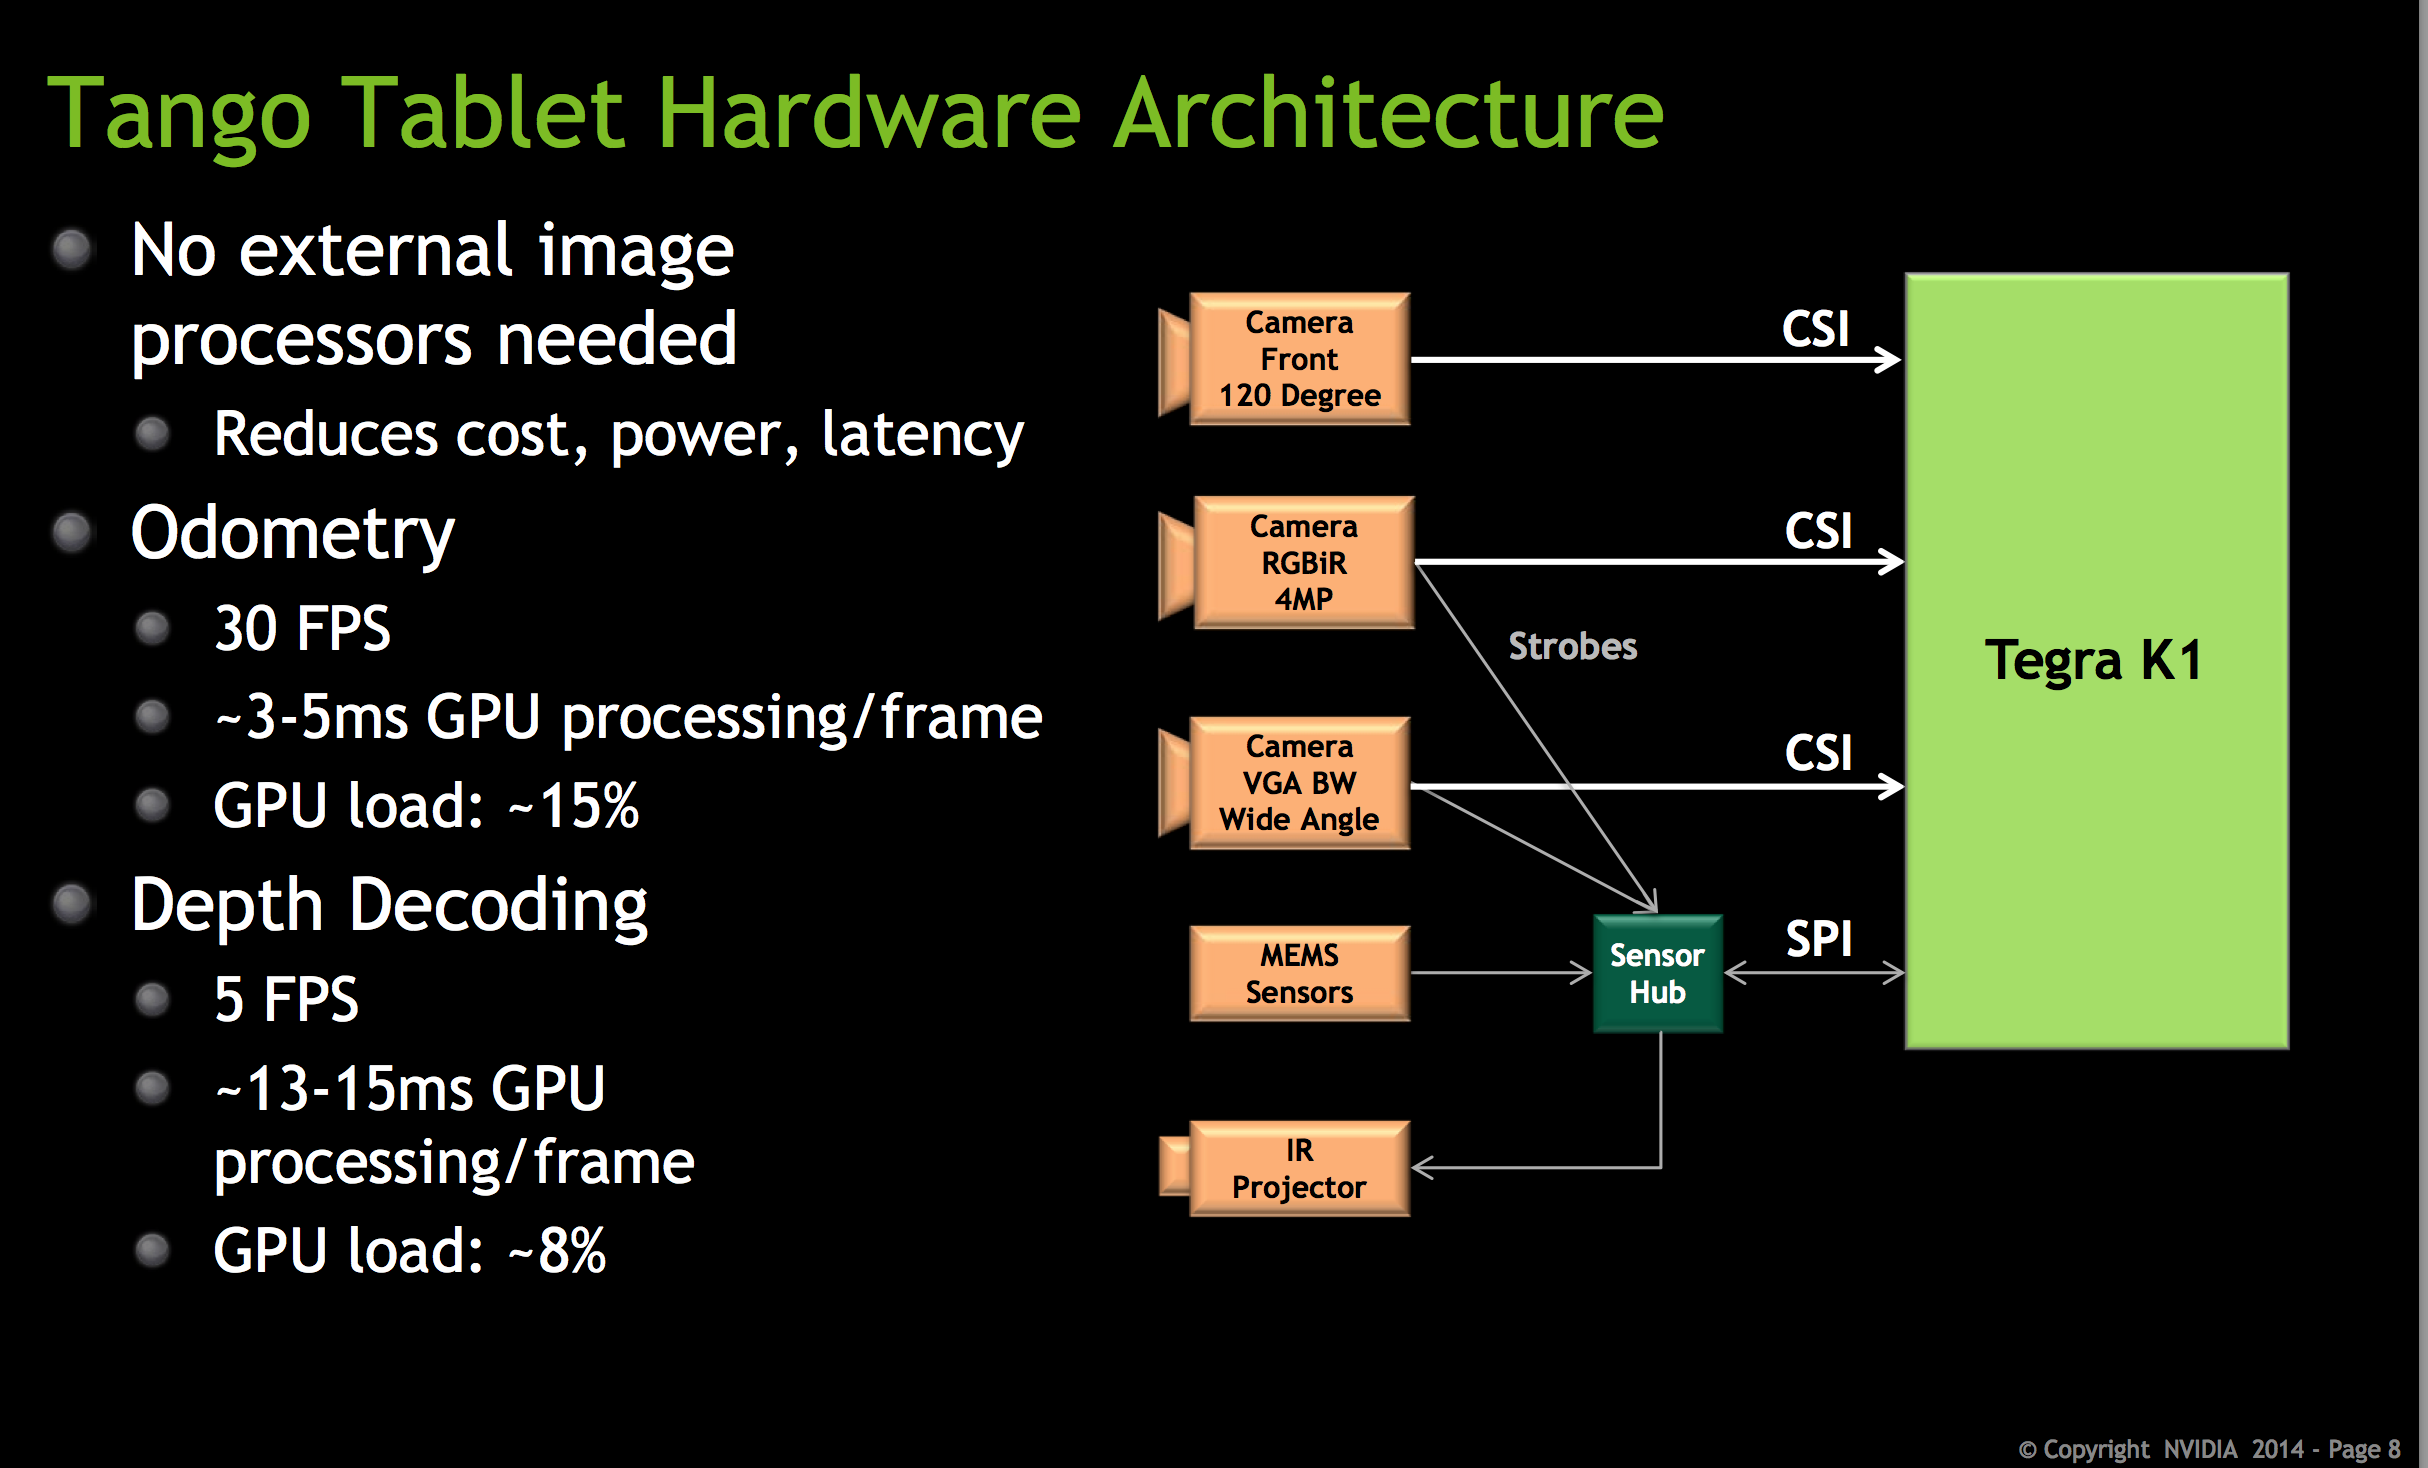 Tango Tablet Hardware Architecture
No external image
processors needed
Reduces cost, power, latency
Odometry
30 FPS
~3-5ms GPU processing/frame
GPU load: ~15%
Depth Decoding
5 FPS
~13-15ms GPU
processing/frame
GPU load: ~8%
Camera
Front
120 Degree
CSI
Camera
RGBiR
4MP
CSI
Strobes
Tegra K1
Camera
VGA BW
Wide Angle
CSI
MEMS
Sensors
Sensor
Hub
SPI
IR
Projector
© Copyright NVIDIA 2014 - Page 8